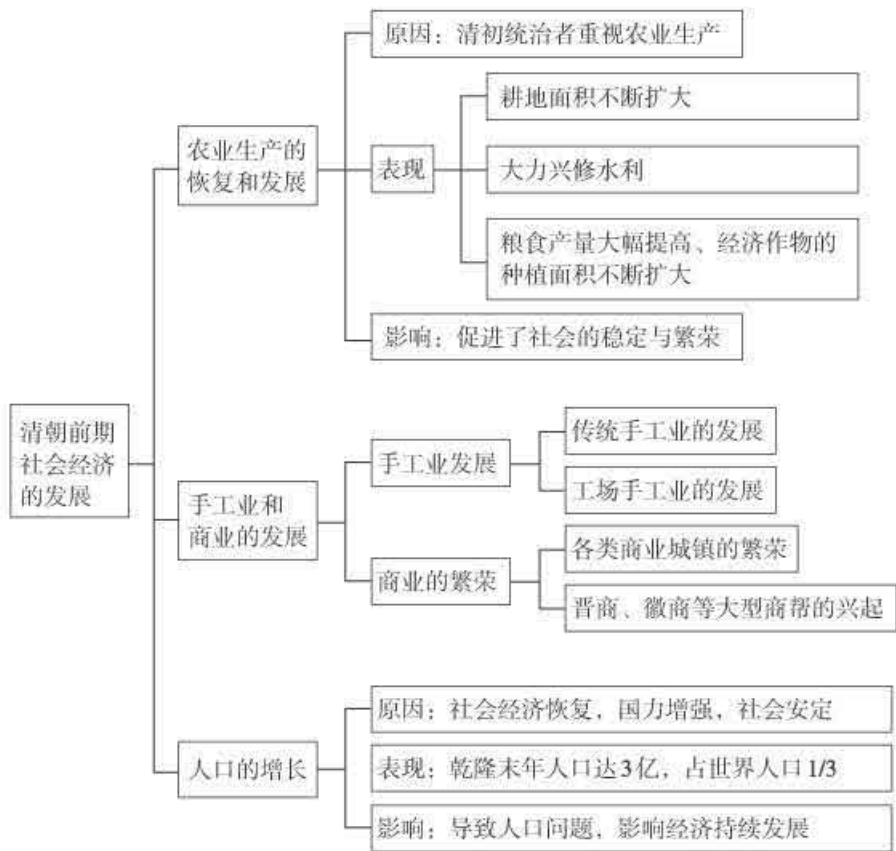 原因：清初统治者重视农业生产
耕地面积不断扩大
农业生产的
恢复和发展
表现
大力兴修水利
粮食产量大幅提高、经济作物的
种植面积不断扩大
影响：促进了社会的稳定与繁荣
清朝前期
社会经济
的发展
手工业和
商业的发展
手工业发展
传统手工业的发展
工场手工业的发展
商业的繁荣
各类商业城镇的繁荣
晋商、徽商等大型商帮的兴起
人口的增长
原因：社会经济恢复，国力增强，社会安定
表现：乾隆末年人口达3亿，占世界人口1/3
影响：导致人口问题，影响经济持续发展